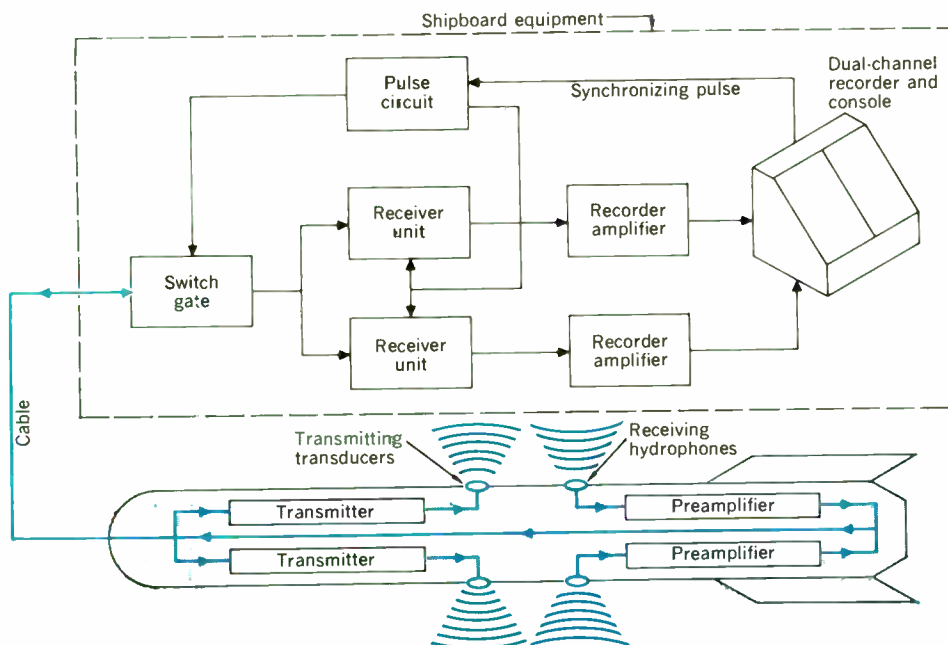 Shipboard equipment
Pulse
circuit
Synchronizing pulse
Dual-channel
recorder and
console
Receiver
unit
Recorder
amplifier
Switch
gate
Receiver
unit
Recorder
amplifier
Cable
Transmitting
transducers
Receiving
hydrophones
Transmitter
Preamplifier
Transmitter
Preamplifier